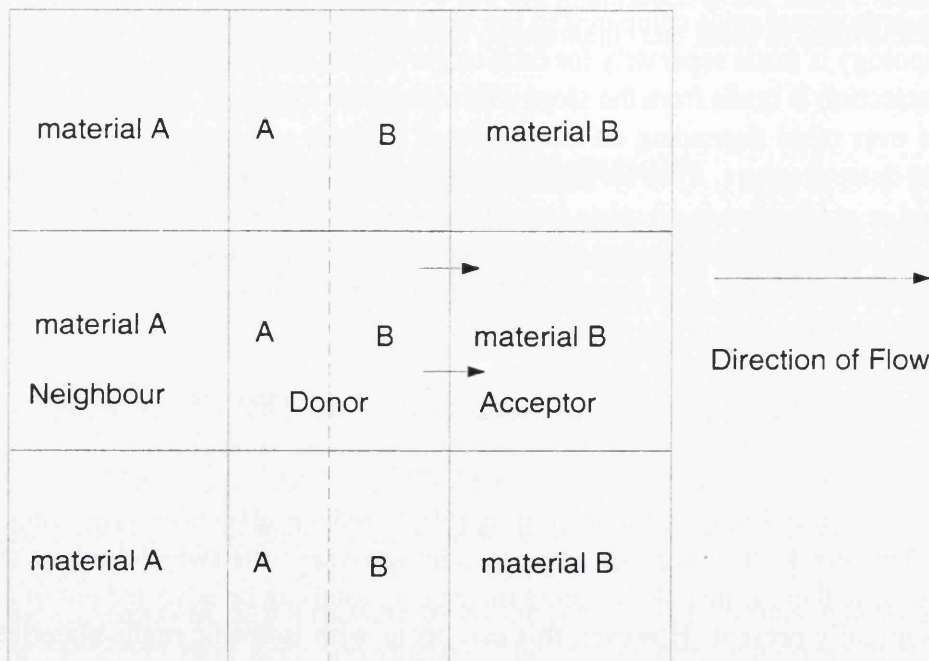 material A A B material B
material A A B material B
Direction of Flow
Neighbour Donor Acceptor
material A A B material B